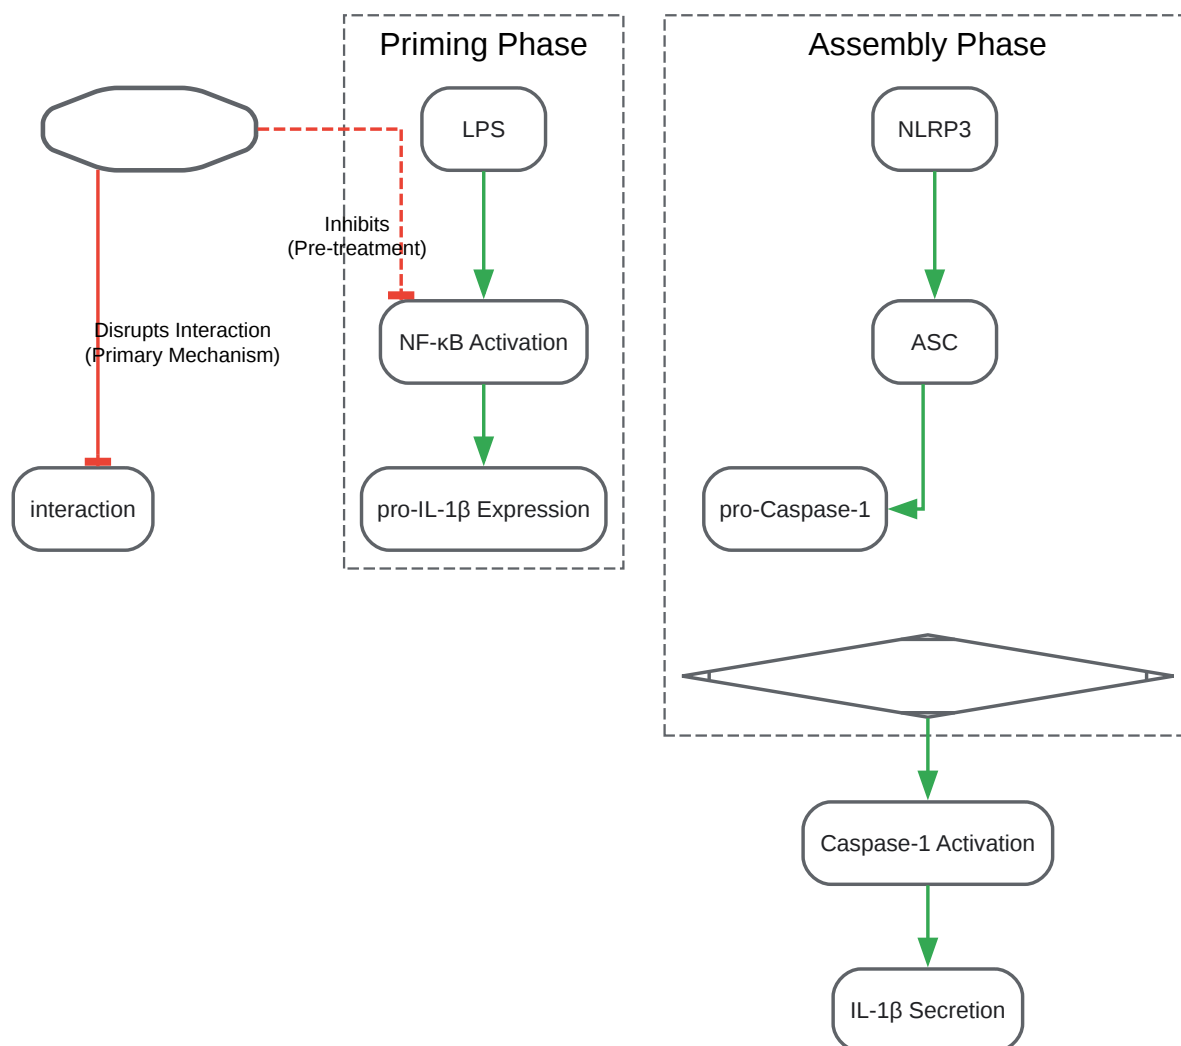 Priming Phase
Assembly Phase
LPS
NLRP3
Inhibits
(Pre-treatment)
Disrupts Interaction
(Primary Mechanism)
NF-κB Activation
ASC
interaction
pro-IL-1β Expression
pro-Caspase-1
Caspase-1 Activation
IL-1β Secretion